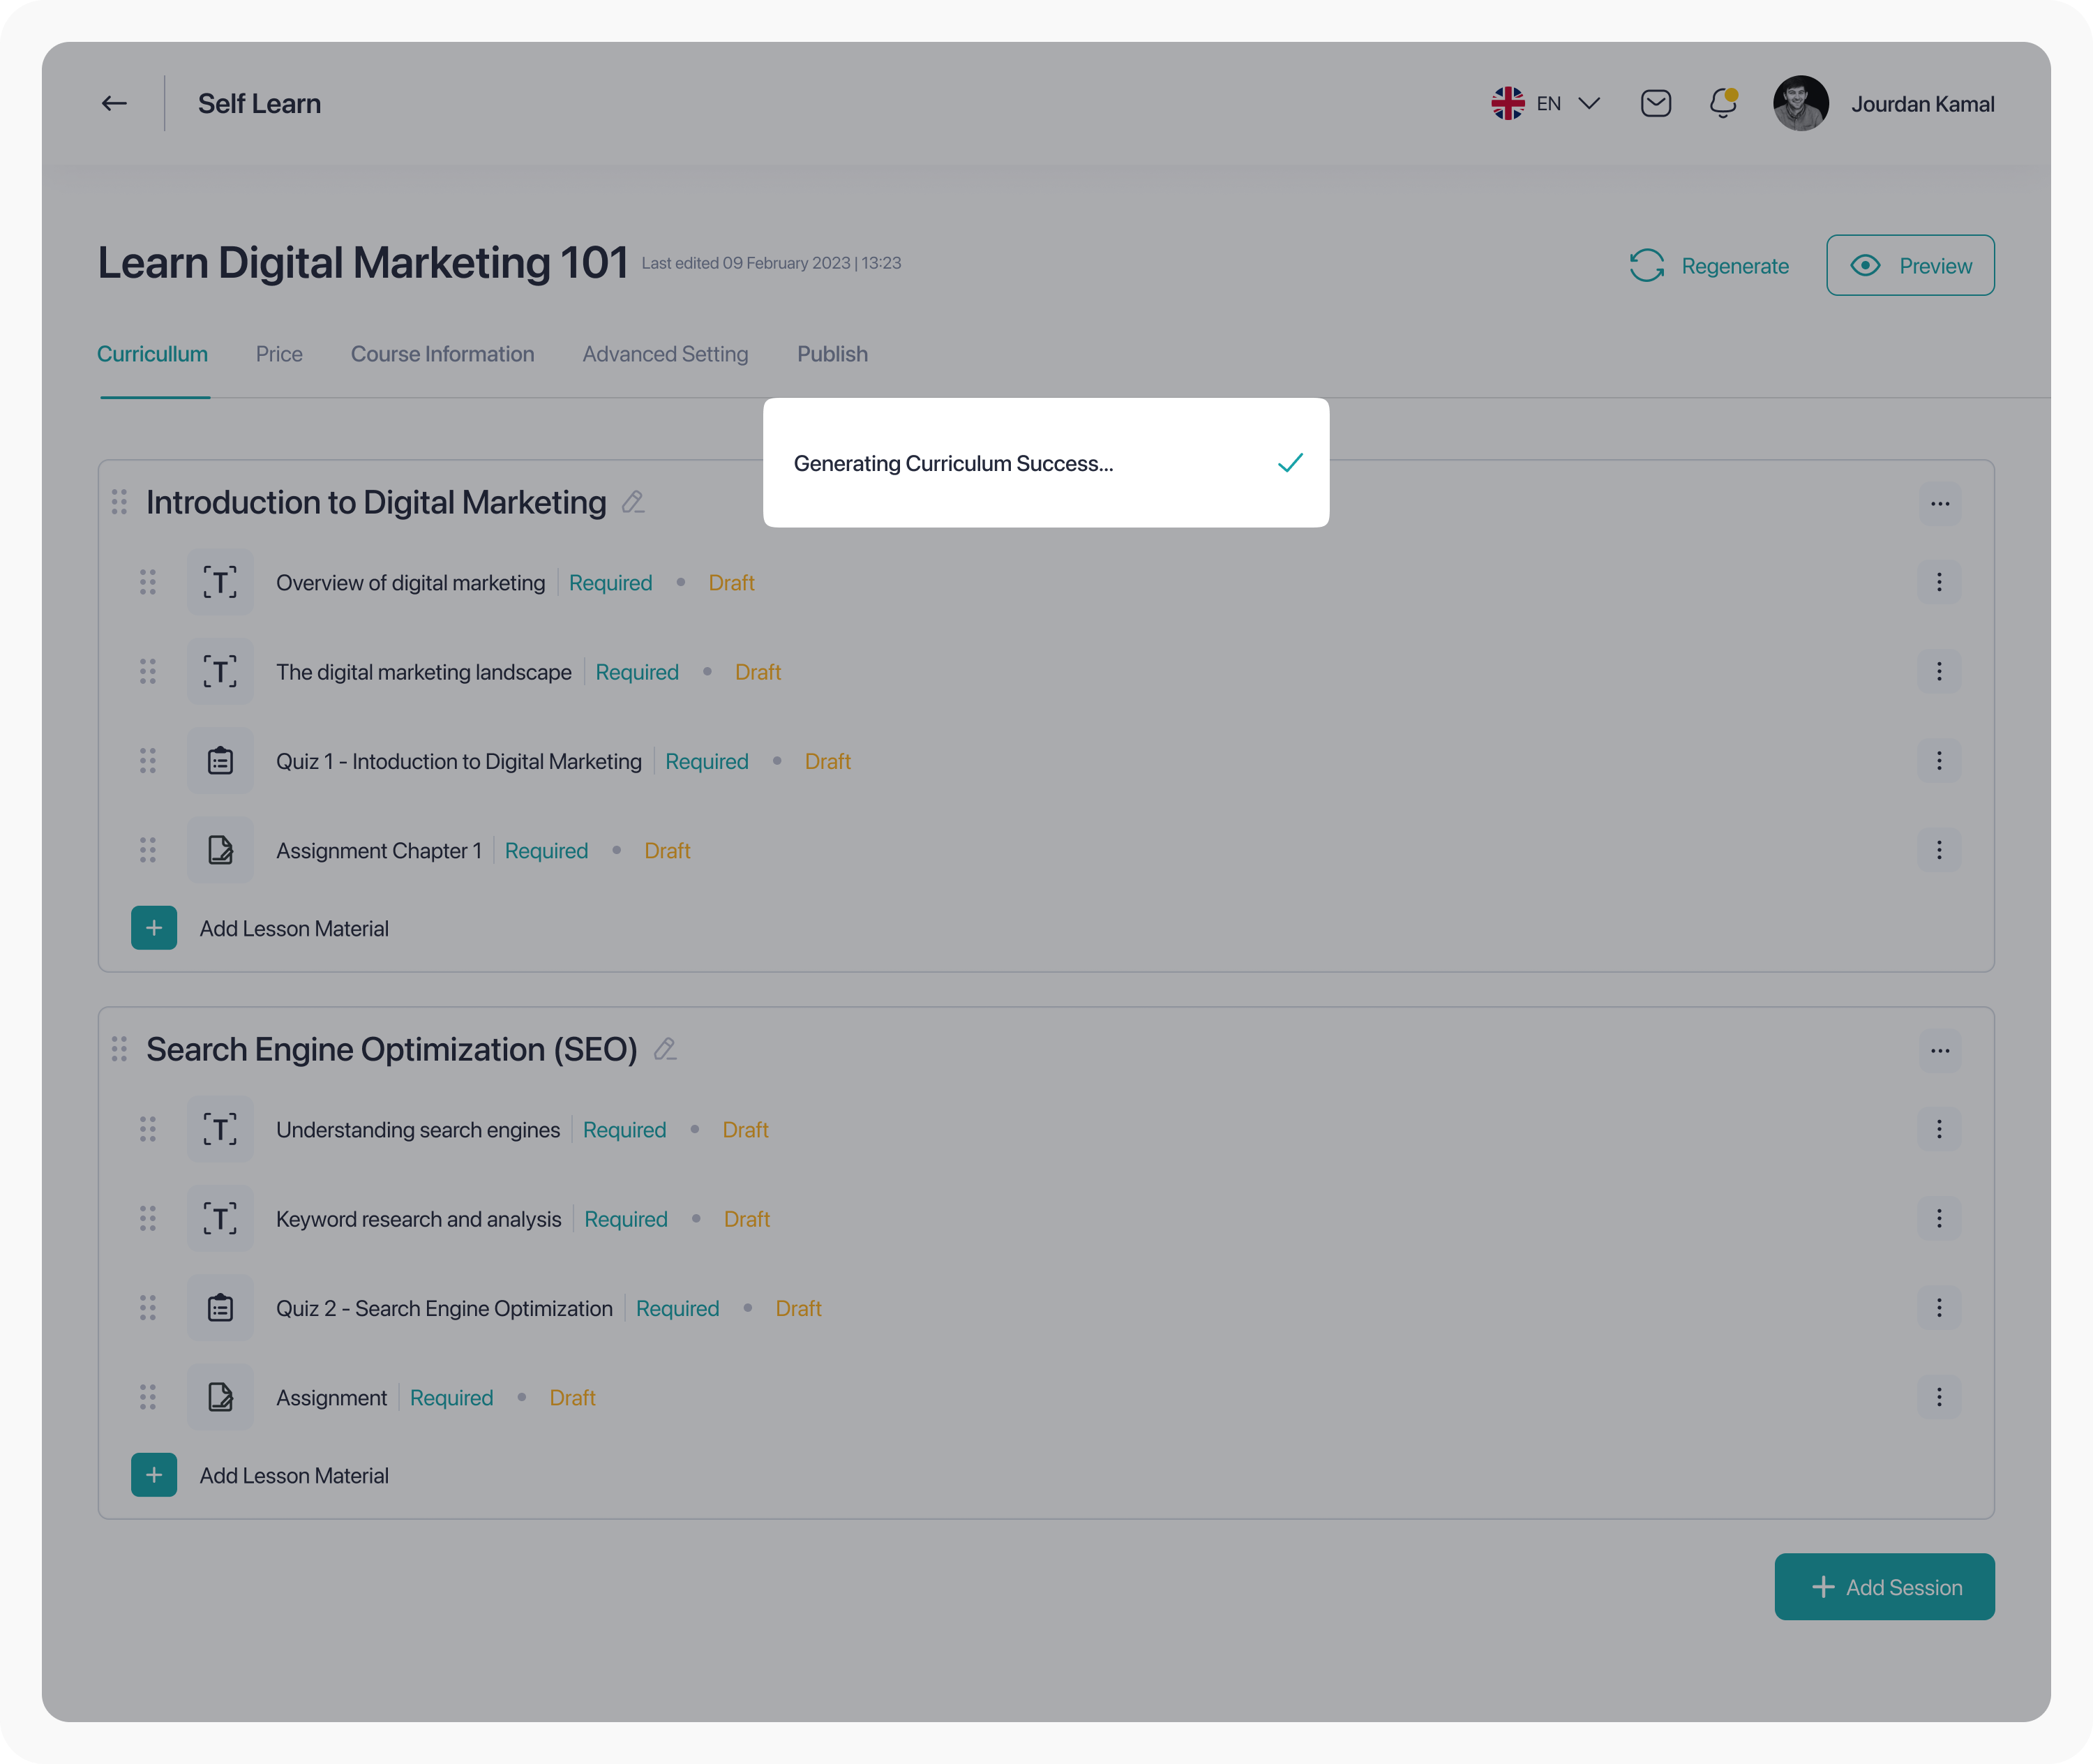 Self Learn
EN
Jourdan Kamal
Learn Digital Marketing 101 Last edited 09 February 2023 | 13:23
Regenerate
Preview
Curricullum Price Course Information Advanced Setting Publish
Generating Curriculum Success...
Introduction to Digital Marketing
Overview of digital marketing Required Draft
The digital marketing landscape Required Draft
Quiz 1 - Intoduction to Digital Marketing Required Draft
Assignment Chapter 1 Required Draft
Add Lesson Material
Search Engine Optimization (SEO)
Understanding search engines Required Draft
Keyword research and analysis Required Draft
Quiz 2 - Search Engine Optimization Required Draft
Assignment Required Draft
Add Lesson Material
Add Session